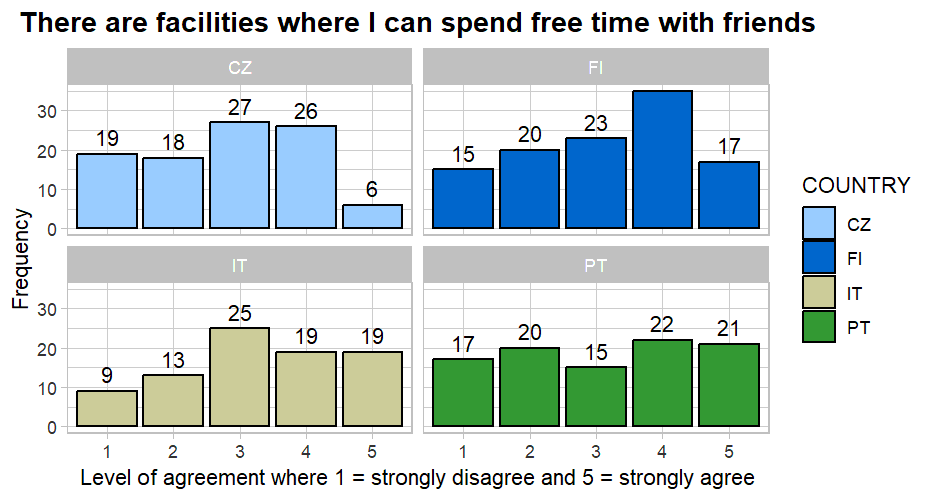 There are facilities where I can spend free time with friends
CZ
FI
19
18
27
26
6
15
20
23
17
30
20
10
0
IT
PT
9
13
25
19
19
17
20
15
22
21
30
20
10
0
1 2 3 4 5
1 2 3 4 5
Frequency
Level of agreement where 1 = strongly disagree and 5 = strongly agree
COUNTRY
CZ
FI
IT
PT